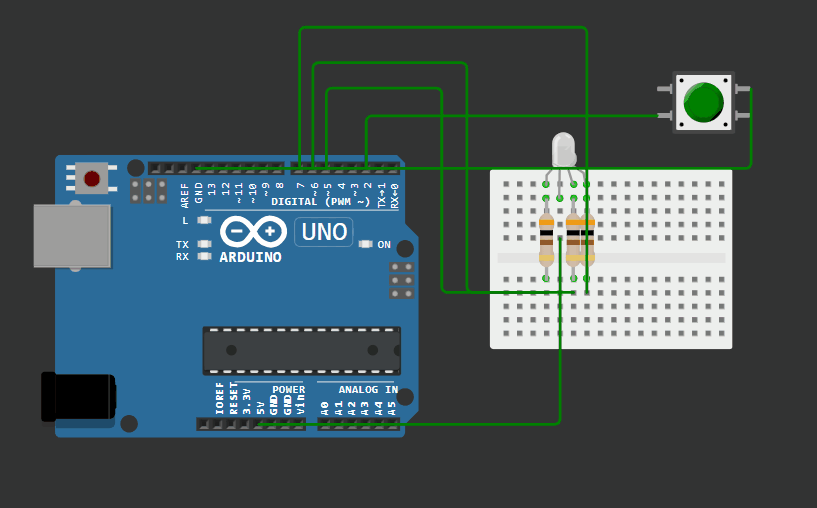 AREF
GND
13
12
~11
~10
~9
8
7
~6
~5
4
~3
2
TX→1
RX←0
DIGITAL (PWM ~)
L
TX
RX
UNO
ON
ARDUINO
POWER
ANALOG IN
IOREF
RESET
3.3V
5V
GND
GND
Vin
A0
A1
A2
A3
A4
A5